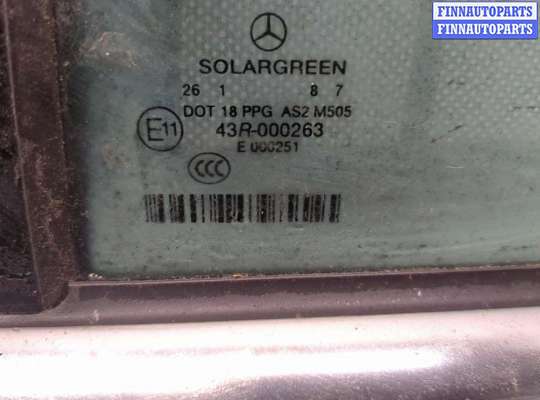 FINNAUTOPARTS
FINNAUTOPARTS
SOLARGREEN
26 1 8 7
DOT 18 PPG AS2 M505
E11 43R-000263
E 000251
CCC